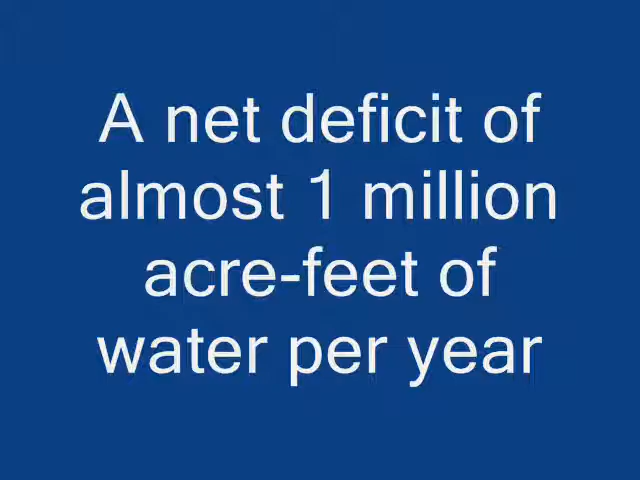 A net deficit of
almost 1 million
acre-feet of
water per year